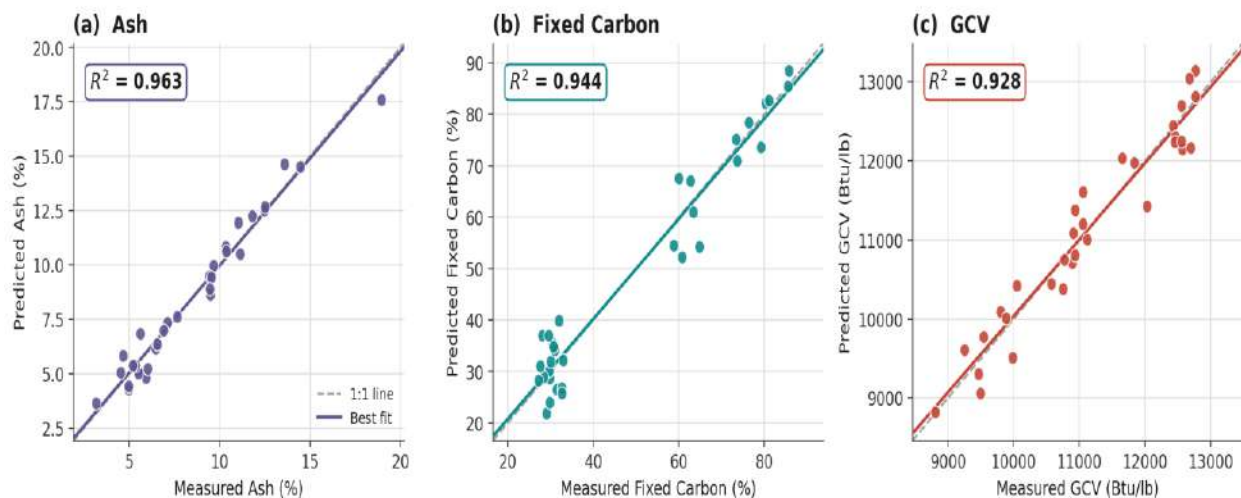 (a) Ash
R² = 0.963
Predicted Ash (%)
20.0
17.5
15.0
12.5
10.0
7.5
5.0
2.5
5
10
15
20
Measured Ash (%)
1:1 line
Best fit
(b) Fixed Carbon
R² = 0.944
Predicted Fixed Carbon (%)
90
80
70
60
50
40
30
20
20
40
60
80
Measured Fixed Carbon (%)
(c) GCV
R² = 0.928
Predicted GCV (Btu/lb)
13000
12000
11000
10000
9000
9000
10000
11000
12000
13000
Measured GCV (Btu/lb)